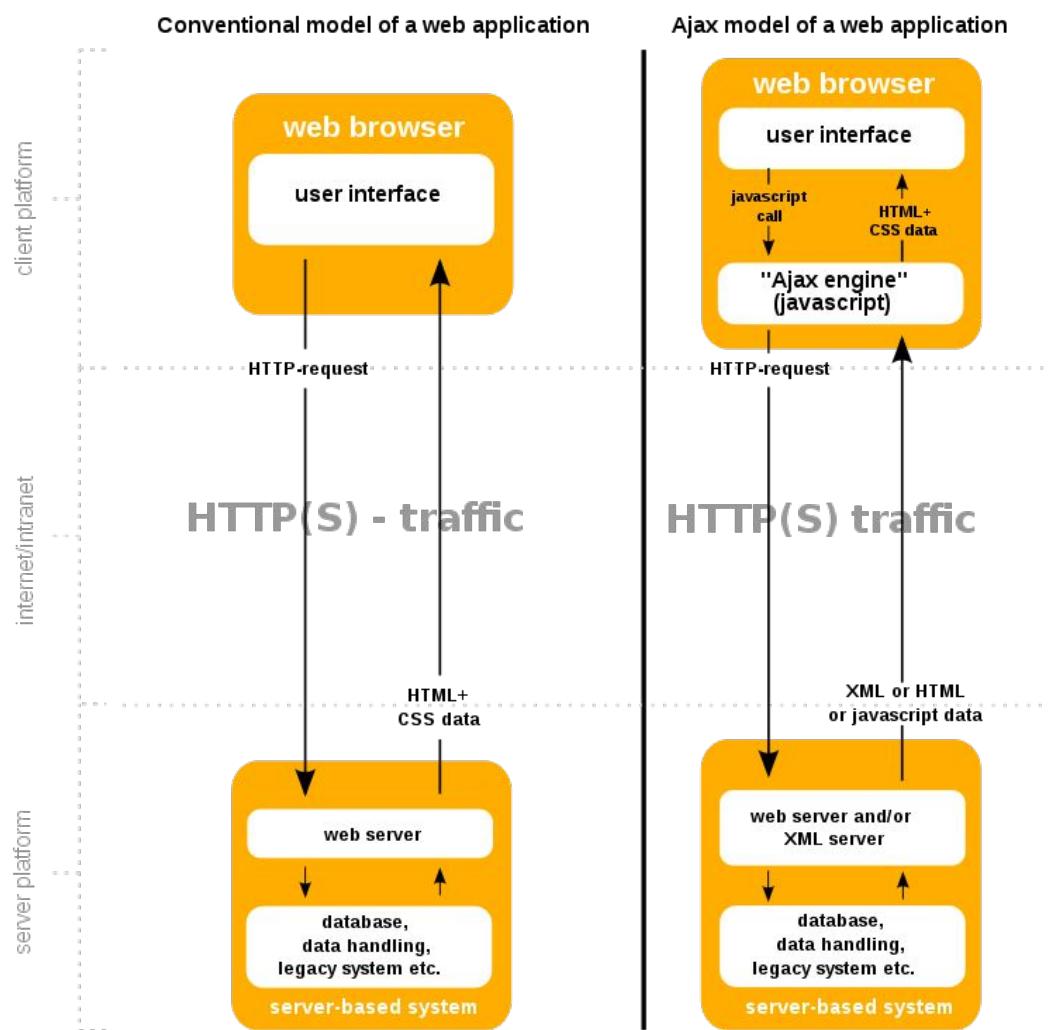 Conventional model of a web application
web browser
user interface
HTTP-request
HTTP(S) - traffic
HTML+
CSS data
web server
database,
data handling,
legacy system etc.
server-based system
Ajax model of a web application
web browser
user interface
javascript
call
HTML+
CSS data
"Ajax engine"
(javascript)
HTTP-request
HTTP(S) traffic
XML or HTML
or javascript data
web server and/or
XML server
database,
data handling,
legacy system etc.
server-based system
client platform
internet/intranet
server platform